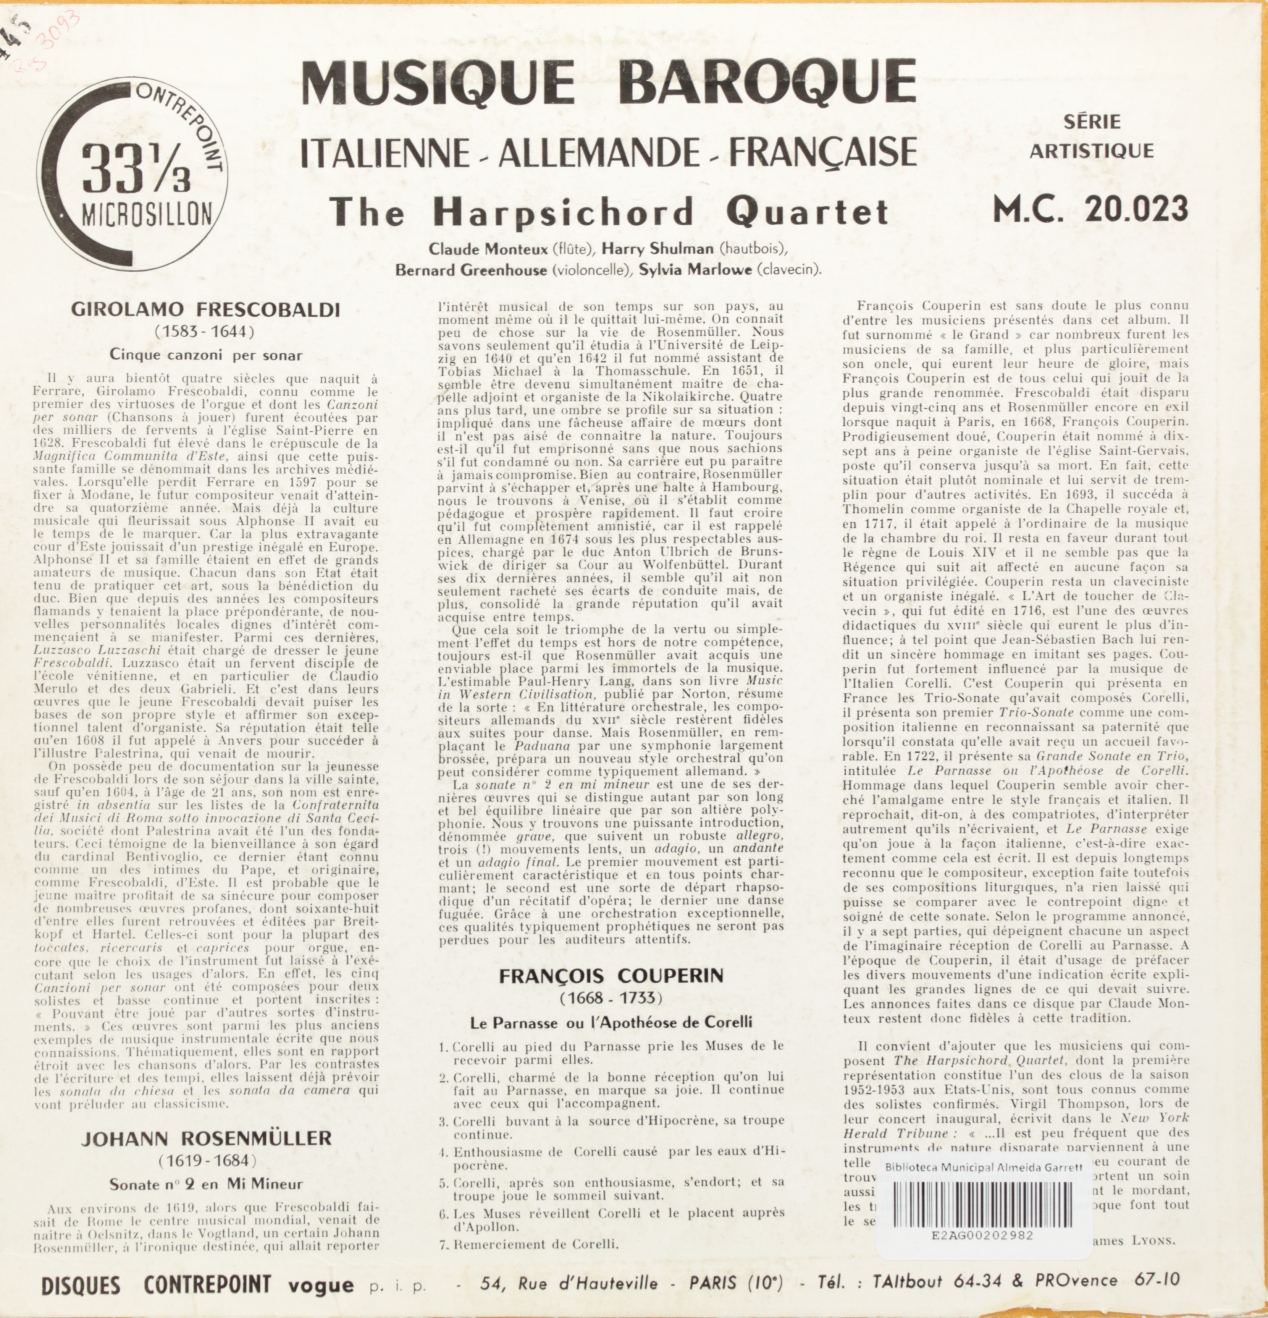 445
3093
25
CONTREPOINT
33 1/3
MICROSILLON
MUSIQUE BAROQUE
ITALIENNE - ALLEMANDE - FRANÇAISE
The Harpsichord Quartet
Claude Monteux (flûte), Harry Shulman (hautbois),
Bernard Greenhouse (violoncelle), Sylvia Marlowe (clavecin).
SÉRIE
ARTISTIQUE
M.C. 20.023
GIROLAMO FRESCOBALDI
(1583 - 1644)
Cinque canzoni per sonar
Il y aura bientôt quatre siècles que naquit à
Ferrare, Girolamo Frescobaldi, connu comme le
premier des virtuoses de l'orgue et dont les Canzoni
per sonar (Chansons à jouer) furent écoutées par
des milliers de fervents à l'église Saint-Pierre en
1628. Frescobaldi fut élevé dans le crépuscule de la
Magnifica Communita d'Este, ainsi que cette puis-
sante famille se dénommait dans les archives médié-
vales. Lorsqu'elle perdit Ferrare en 1597 pour se
fixer à Modane, le futur compositeur venait d'attein-
dre sa quatorzième année. Mais déjà la culture
musicale qui fleurissait sous Alphonse II avait eu
le temps de le marquer. Car la plus extravagante
cour d'Este jouissait d'un prestige inégalé en Europe.
Alphonse II et sa famille étaient en effet de grands
amateurs de musique. Chacun dans son Etat était
tenu de pratiquer cet art, sous la bénédiction du
duc. Bien que depuis des années les compositeurs
flamands y tenaient la place prépondérante, de nou-
velles personnalités locales dignes d'intérêt com-
mençaient à se manifester. Parmi ces dernières,
Luzzasco Luzzaschi était chargé de dresser le jeune
Frescobaldi. Luzzasco était un fervent disciple de
l'école vénitienne, et en particulier de Claudio
Merulo et des deux Gabrieli. Et c'est dans leurs
œuvres que le jeune Frescobaldi devait puiser les
bases de son propre style et affirmer son excep-
tionnel talent d'organiste. Sa réputation était telle
qu'en 1608 il fut appelé à Anvers pour succéder à
l'illustre Palestrina, qui venait de mourir.
On possède peu de documentation sur la jeunesse
de Frescobaldi lors de son séjour dans la ville sainte,
sauf qu'en 1604, à l'âge de 21 ans, son nom est enre-
gistré in absentia sur les listes de la Confraternita
dei Musici di Roma sotto invocazione di Santa Ceci-
lia, société dont Palestrina avait été l'un des fonda-
teurs. Ceci témoigne de la bienveillance à son égard
du cardinal Bentivoglio, ce dernier étant connu
comme un des intimes du Pape, et originaire,
comme Frescobaldi, d'Este. Il est probable que le
jeune maître profitait de sa sinécure pour composer
de nombreuses œuvres profanes, dont soixante-huit
d'entre elles furent retrouvées et éditées par Breit-
kopf et Hartel. Celles-ci sont pour la plupart des
toccates, ricercaris et caprices pour orgue, en-
core que le choix de l'instrument fut laissé à l'exé-
cutant selon les usages d'alors. En effet, les cinq
Canzioni per sonar ont été composées pour deux
solistes et basse continue et portent inscrites :
« Pouvant être joué par d'autres sortes d'instru-
ments. » Ces œuvres sont parmi les plus anciens
exemples de musique instrumentale écrite que nous
connaissions. Thématiquement, elles sont en rapport
étroit avec les chansons d'alors. Par les contrastes
de l'écriture et des tempi, elles laissent déjà prévoir
les sonata da chiesa et les sonata da camera qui
vont préluder au classicisme.
JOHANN ROSENMÜLLER
(1619 - 1684)
Sonate n° 2 en Mi Mineur
Aux environs de 1619, alors que Frescobaldi fai-
sait de Rome le centre musical mondial, venait de
naître à Oelsnitz, dans le Vogtland, un certain Johann
Rosenmüller, à l'ironique destinée, qui allait reporter
l'intérêt musical de son temps sur son pays, au
moment même où il le quittait lui-même. On connaît
peu de chose sur la vie de Rosenmüller. Nous
savons seulement qu'il étudia à l'Université de Leip-
zig en 1640 et qu'en 1642 il fut nommé assistant de
Tobias Michael à la Thomasschule. En 1651, il
semble être devenu simultanément maître de cha-
pelle adjoint et organiste de la Nikolaikirche. Quatre
ans plus tard, une ombre se profile sur sa situation :
impliqué dans une fâcheuse affaire de mœurs dont
il n'est pas aisé de connaître la nature. Toujours
est-il qu'il fut emprisonné sans que nous sachions
s'il fut condamné ou non. Sa carrière eut pu paraître
à jamais compromise. Bien au contraire, Rosenmüller
parvint à s'échapper et, après une halte à Hambourg,
nous le trouvons à Venise, où il s'établit comme
pédagogue et prospère rapidement. Il faut croire
qu'il fut complètement amnistié, car il est rappelé
en Allemagne en 1674 sous les plus respectables aus-
pices, chargé par le duc Anton Ulbrich de Bruns-
wick de diriger sa Cour au Wolfenbüttel. Durant
ses dix dernières années, il semble qu'il ait non
seulement racheté ses écarts de conduite mais, de
plus, consolidé la grande réputation qu'il avait
acquise entre temps.
Que cela soit le triomphe de la vertu ou simple-
ment l'effet du temps est hors de notre compétence,
toujours est-il que Rosenmüller avait acquis une
enviable place parmi les immortels de la musique.
L'estimable Paul-Henry Lang, dans son livre Music
in Western Civilisation, publié par Norton, résume
de la sorte : « En littérature orchestrale, les compo-
siteurs allemands du XVIIe siècle restèrent fidèles
aux suites pour danse. Mais Rosenmüller, en rem-
plaçant le Paduana par une symphonie largement
brossée, prépara un nouveau style orchestral qu'on
peut considérer comme typiquement allemand. »
La sonate n° 2 en mi mineur est une de ses der-
nières œuvres qui se distingue autant par son long
et bel équilibre linéaire que par son altière poly-
phonie. Nous y trouvons une puissante introduction,
dénommée grave, que suivent un robuste allegro,
trois (!) mouvements lents, un adagio, un andante
et un adagio final. Le premier mouvement est parti-
culièrement caractéristique et en tous points char-
mant; le second est une sorte de départ rhapso-
dique d'un récitatif d'opéra; le dernier une danse
fuguée. Grâce à une orchestration exceptionnelle,
ces qualités typiquement prophétiques ne seront pas
perdues pour les auditeurs attentifs.
FRANÇOIS COUPERIN
(1668 - 1733)
Le Parnasse ou l'Apothéose de Corelli
1. Corelli au pied du Parnasse prie les Muses de le
recevoir parmi elles.
2. Corelli, charmé de la bonne réception qu'on lui
fait au Parnasse, en marque sa joie. Il continue
avec ceux qui l'accompagnent.
3. Corelli buvant à la source d'Hipocrène, sa troupe
continue.
4. Enthousiasme de Corelli causé par les eaux d'Hi-
pocrène.
5. Corelli, après son enthousiasme, s'endort; et sa
troupe joue le sommeil suivant.
6. Les Muses réveillent Corelli et le placent auprès
d'Apollon.
7. Remerciement de Corelli.
François Couperin est sans doute le plus connu
d'entre les musiciens présentés dans cet album. Il
fut surnommé « le Grand » car nombreux furent les
musiciens de sa famille, et plus particulièrement
son oncle, qui eurent leur heure de gloire, mais
François Couperin est de tous celui qui jouit de la
plus grande renommée. Frescobaldi était disparu
depuis vingt-cinq ans et Rosenmüller encore en exil
lorsque naquit à Paris, en 1668, François Couperin.
Prodigieusement doué, Couperin était nommé à dix-
sept ans à peine organiste de l'église Saint-Gervais,
poste qu'il conserva jusqu'à sa mort. En fait, cette
situation était plutôt nominale et lui servit de trem-
plin pour d'autres activités. En 1693, il succéda à
Thomelin comme organiste de la Chapelle royale et,
en 1717, il était appelé à l'ordinaire de la musique
de la chambre du roi. Il resta en faveur durant tout
le règne de Louis XIV et il ne semble pas que la
Régence qui suit ait affecté en aucune façon sa
situation privilégiée. Couperin resta un claveciniste
et un organiste inégalé. « L'Art de toucher de Cla-
vecin », qui fut édité en 1716, est l'une des œuvres
didactiques du XVIIIe siècle qui eurent le plus d'in-
fluence; à tel point que Jean-Sébastien Bach lui ren-
dit un sincère hommage en imitant ses pages. Cou-
perin fut fortement influencé par la musique de
l'Italien Corelli. C'est Couperin qui présenta en
France les Trio-Sonate qu'avait composés Corelli,
il présenta son premier Trio-Sonate comme une com-
position italienne en reconnaissant sa paternité que
lorsqu'il constata qu'elle avait reçu un accueil favo-
rable. En 1722, il présente sa Grande Sonate en Trio,
intitulée Le Parnasse ou l'Apothéose de Corelli.
Hommage dans lequel Couperin semble avoir cher-
ché l'amalgame entre le style français et italien. Il
reprochait, dit-on, à des compatriotes, d'interpréter
autrement qu'ils n'écrivaient, et Le Parnasse exige
qu'on joue à la façon italienne, c'est-à-dire exac-
tement comme cela est écrit. Il est depuis longtemps
reconnu que le compositeur, exception faite toutefois
de ses compositions liturgiques, n'a rien laissé qui
puisse se comparer avec le contrepoint digne et
soigné de cette sonate. Selon le programme annoncé,
il y a sept parties, qui dépeignent chacune un aspect
de l'imaginaire réception de Corelli au Parnasse. A
l'époque de Couperin, il était d'usage de préfacer
les divers mouvements d'une indication écrite expli-
quant les grandes lignes de ce qui devait suivre.
Les annonces faites dans ce disque par Claude Mon-
teux restent donc fidèles à cette tradition.
Il convient d'ajouter que les musiciens qui com-
posent The Harpsichord Quartet, dont la première
représentation constitue l'un des clous de la saison
1952-1953 aux Etats-Unis, sont tous connus comme
des solistes confirmés. Virgil Thompson, lors de
leur concert inaugural, écrivit dans le New York
Herald Tribune : « ...Il est peu fréquent que des
instruments de nature disparate parviennent à une
telle eu courant de
trouv ortent un soin
aussi nt le mordant,
les t oque font tout
le se
ames LYONS.
Biblioteca Municipal Almeida Garrett
E2AG00202982
DISQUES CONTREPOINT vogue p. i. p. - 54, Rue d'Hauteville - PARIS (10e) - Tél. : TAItbout 64-34 & PROvence 67-10